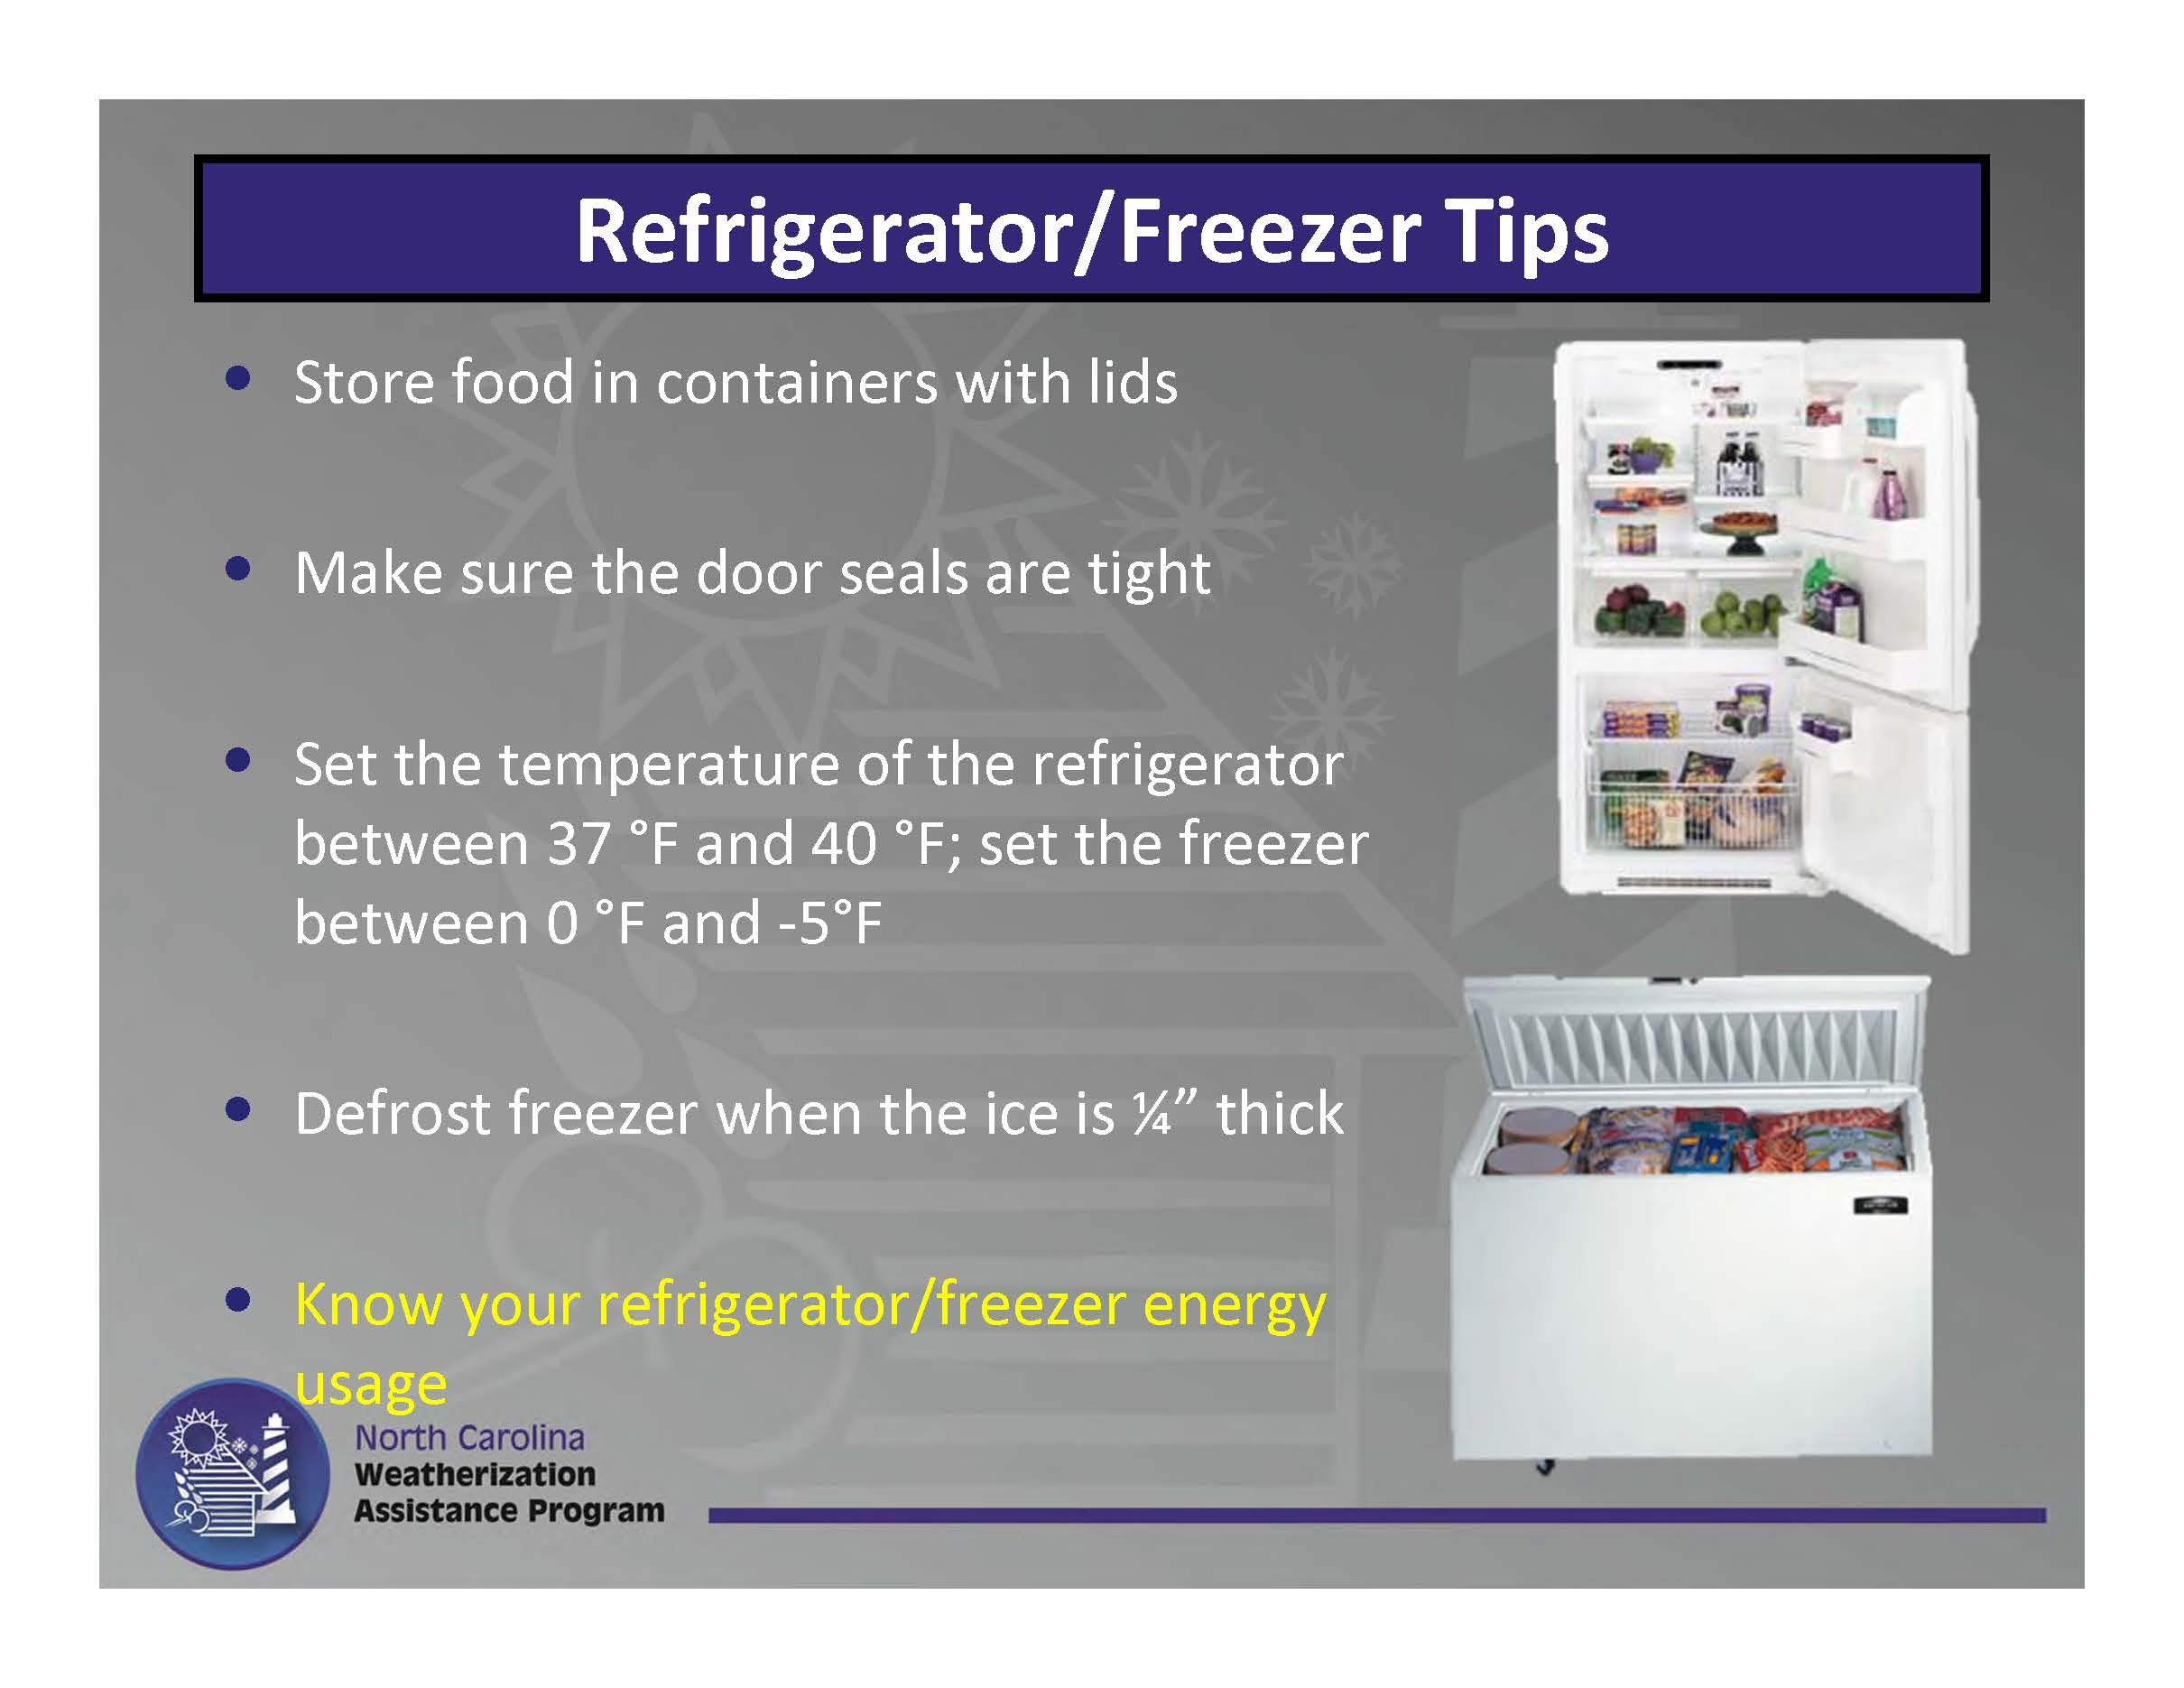 Refrigerator/Freezer Tips
• Store food in containers with lids
• Make sure the door seals are tight
• Set the temperature of the refrigerator
between 37 °F and 40 °F; set the freezer
between 0 °F and -5°F
• Defrost freezer when the ice is ¼” thick
• Know your refrigerator/freezer energy
usage
North Carolina
Weatherization
Assistance Program